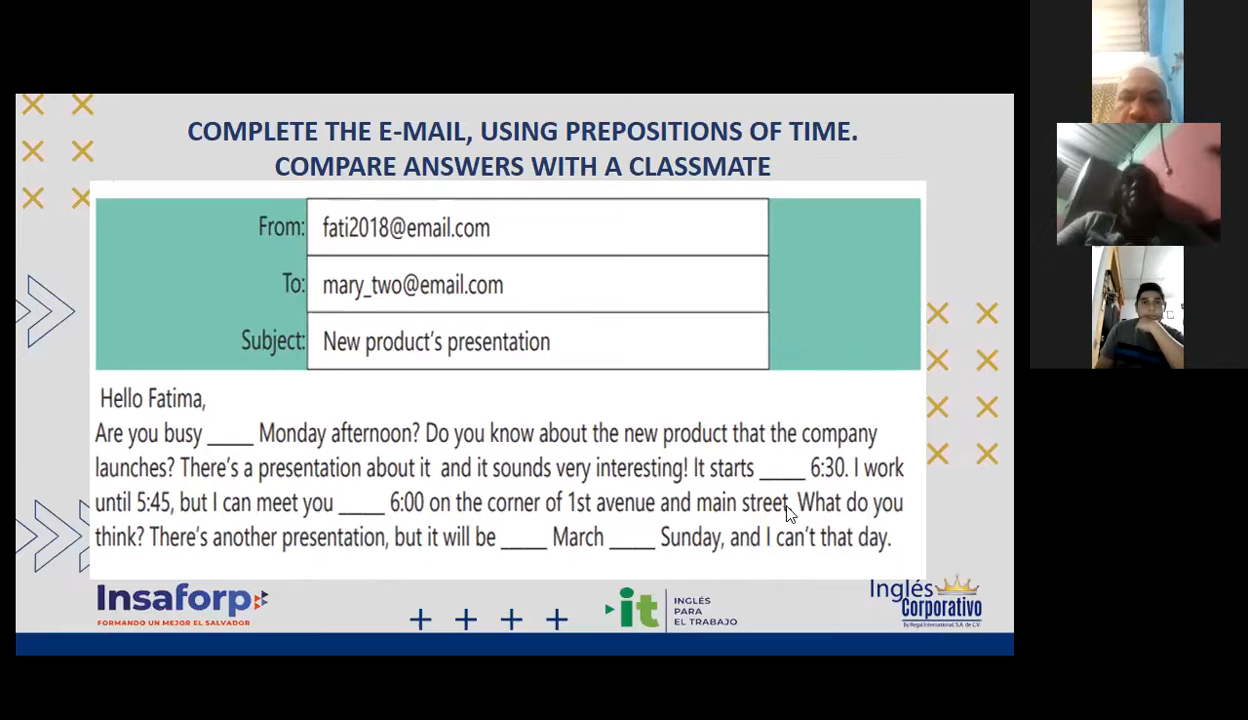 COMPLETE THE E-MAIL, USING PREPOSITIONS OF TIME.
COMPARE ANSWERS WITH A CLASSMATE
From: fati2018@email.com
To: mary_two@email.com
Subject: New product's presentation
Hello Fatima,
Are you busy _____ Monday afternoon? Do you know about the new product that the company
launches? There's a presentation about it and it sounds very interesting! It starts _____ 6:30. I work
until 5:45, but I can meet you _____ 6:00 on the corner of 1st avenue and main street. What do you
think? There's another presentation, but it will be _____ March _____ Sunday, and I can't that day.
Insaforp
FORMANDO UN MEJOR EL SALVADOR
it
INGLÉS
PARA
EL TRABAJO
Inglés
Corporativo
By Regal International, S.A. de C.V.